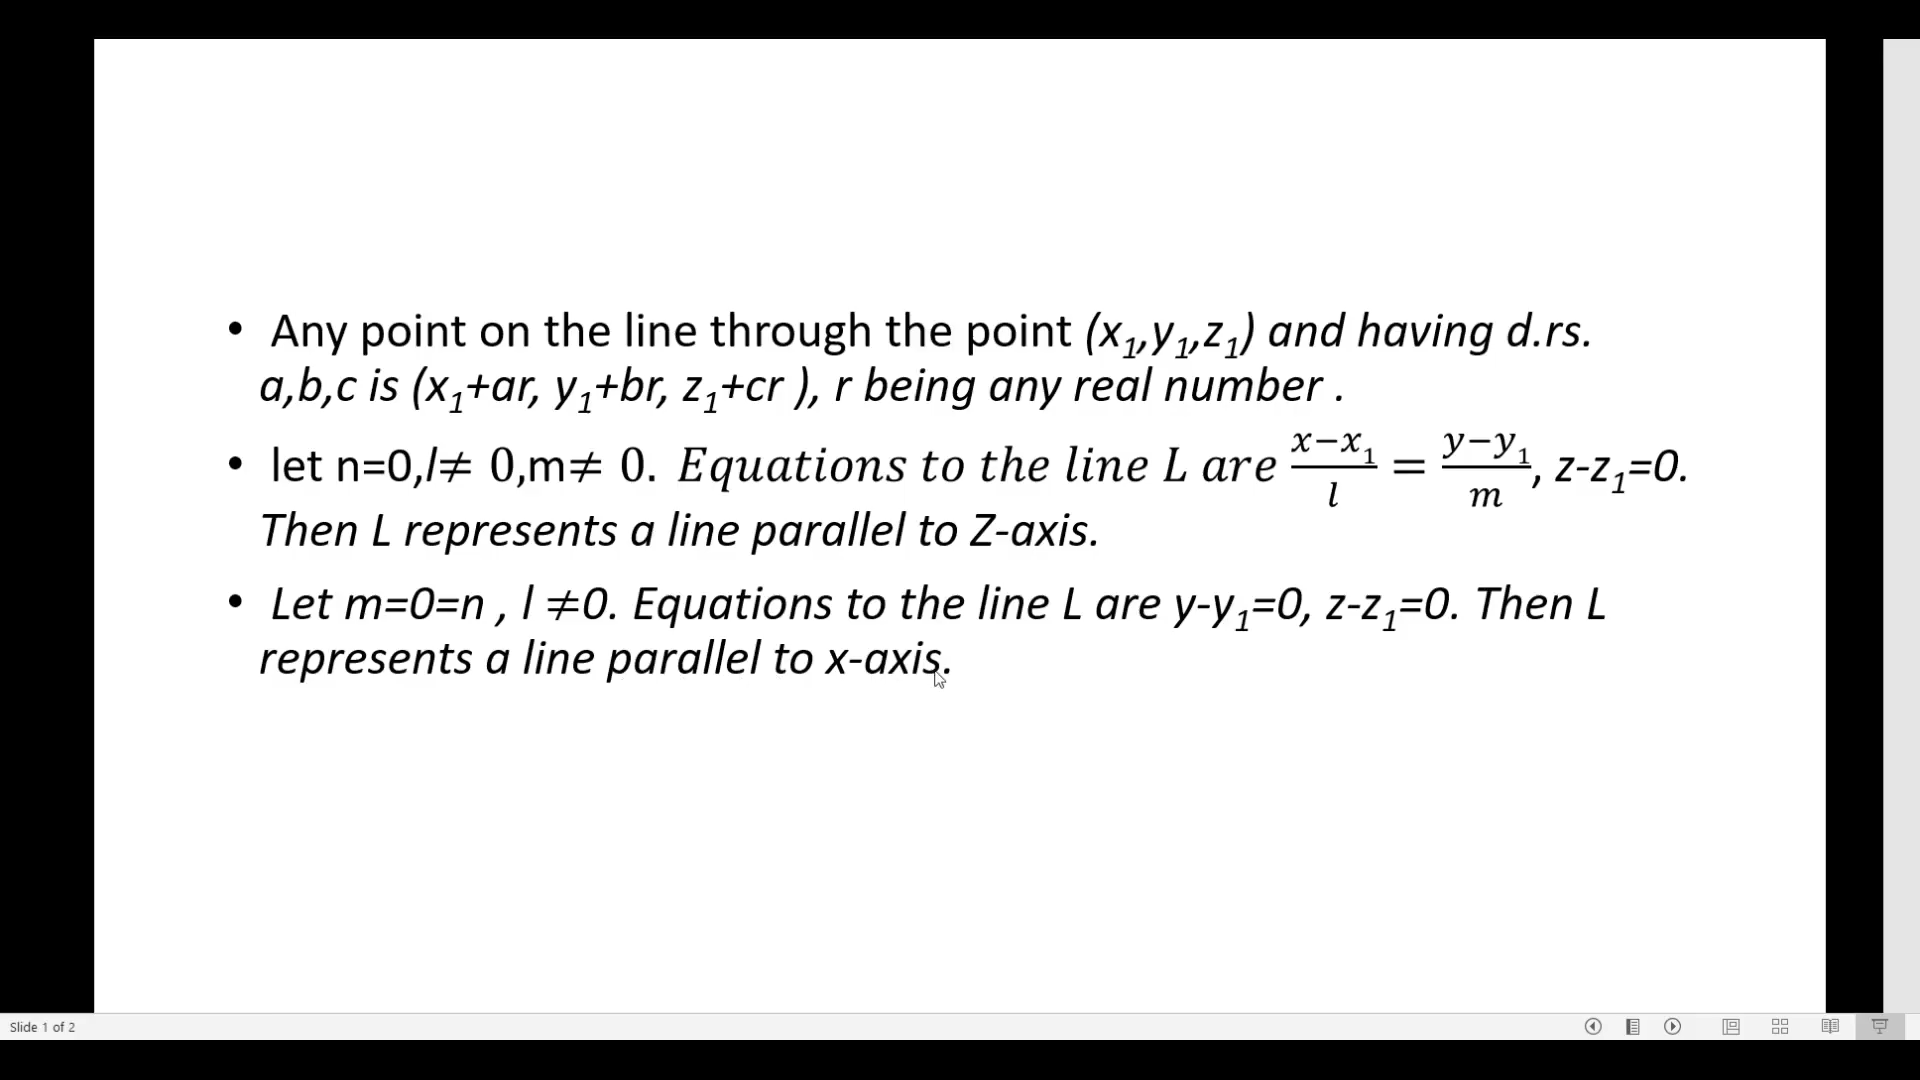 • Any point on the line through the point (x₁,y₁,z₁) and having d.rs.
a,b,c is (x₁+ar, y₁+br, z₁+cr ), r being any real number .
• let n=0,l≠ 0,m≠ 0. Equations to the line L are \frac{x−x₁}{l} = \frac{y−y₁}{m}, z-z₁=0.
Then L represents a line parallel to Z-axis.
• Let m=0=n , l ≠0. Equations to the line L are y-y₁=0, z-z₁=0. Then L
represents a line parallel to x-axis.
Slide 1 of 2